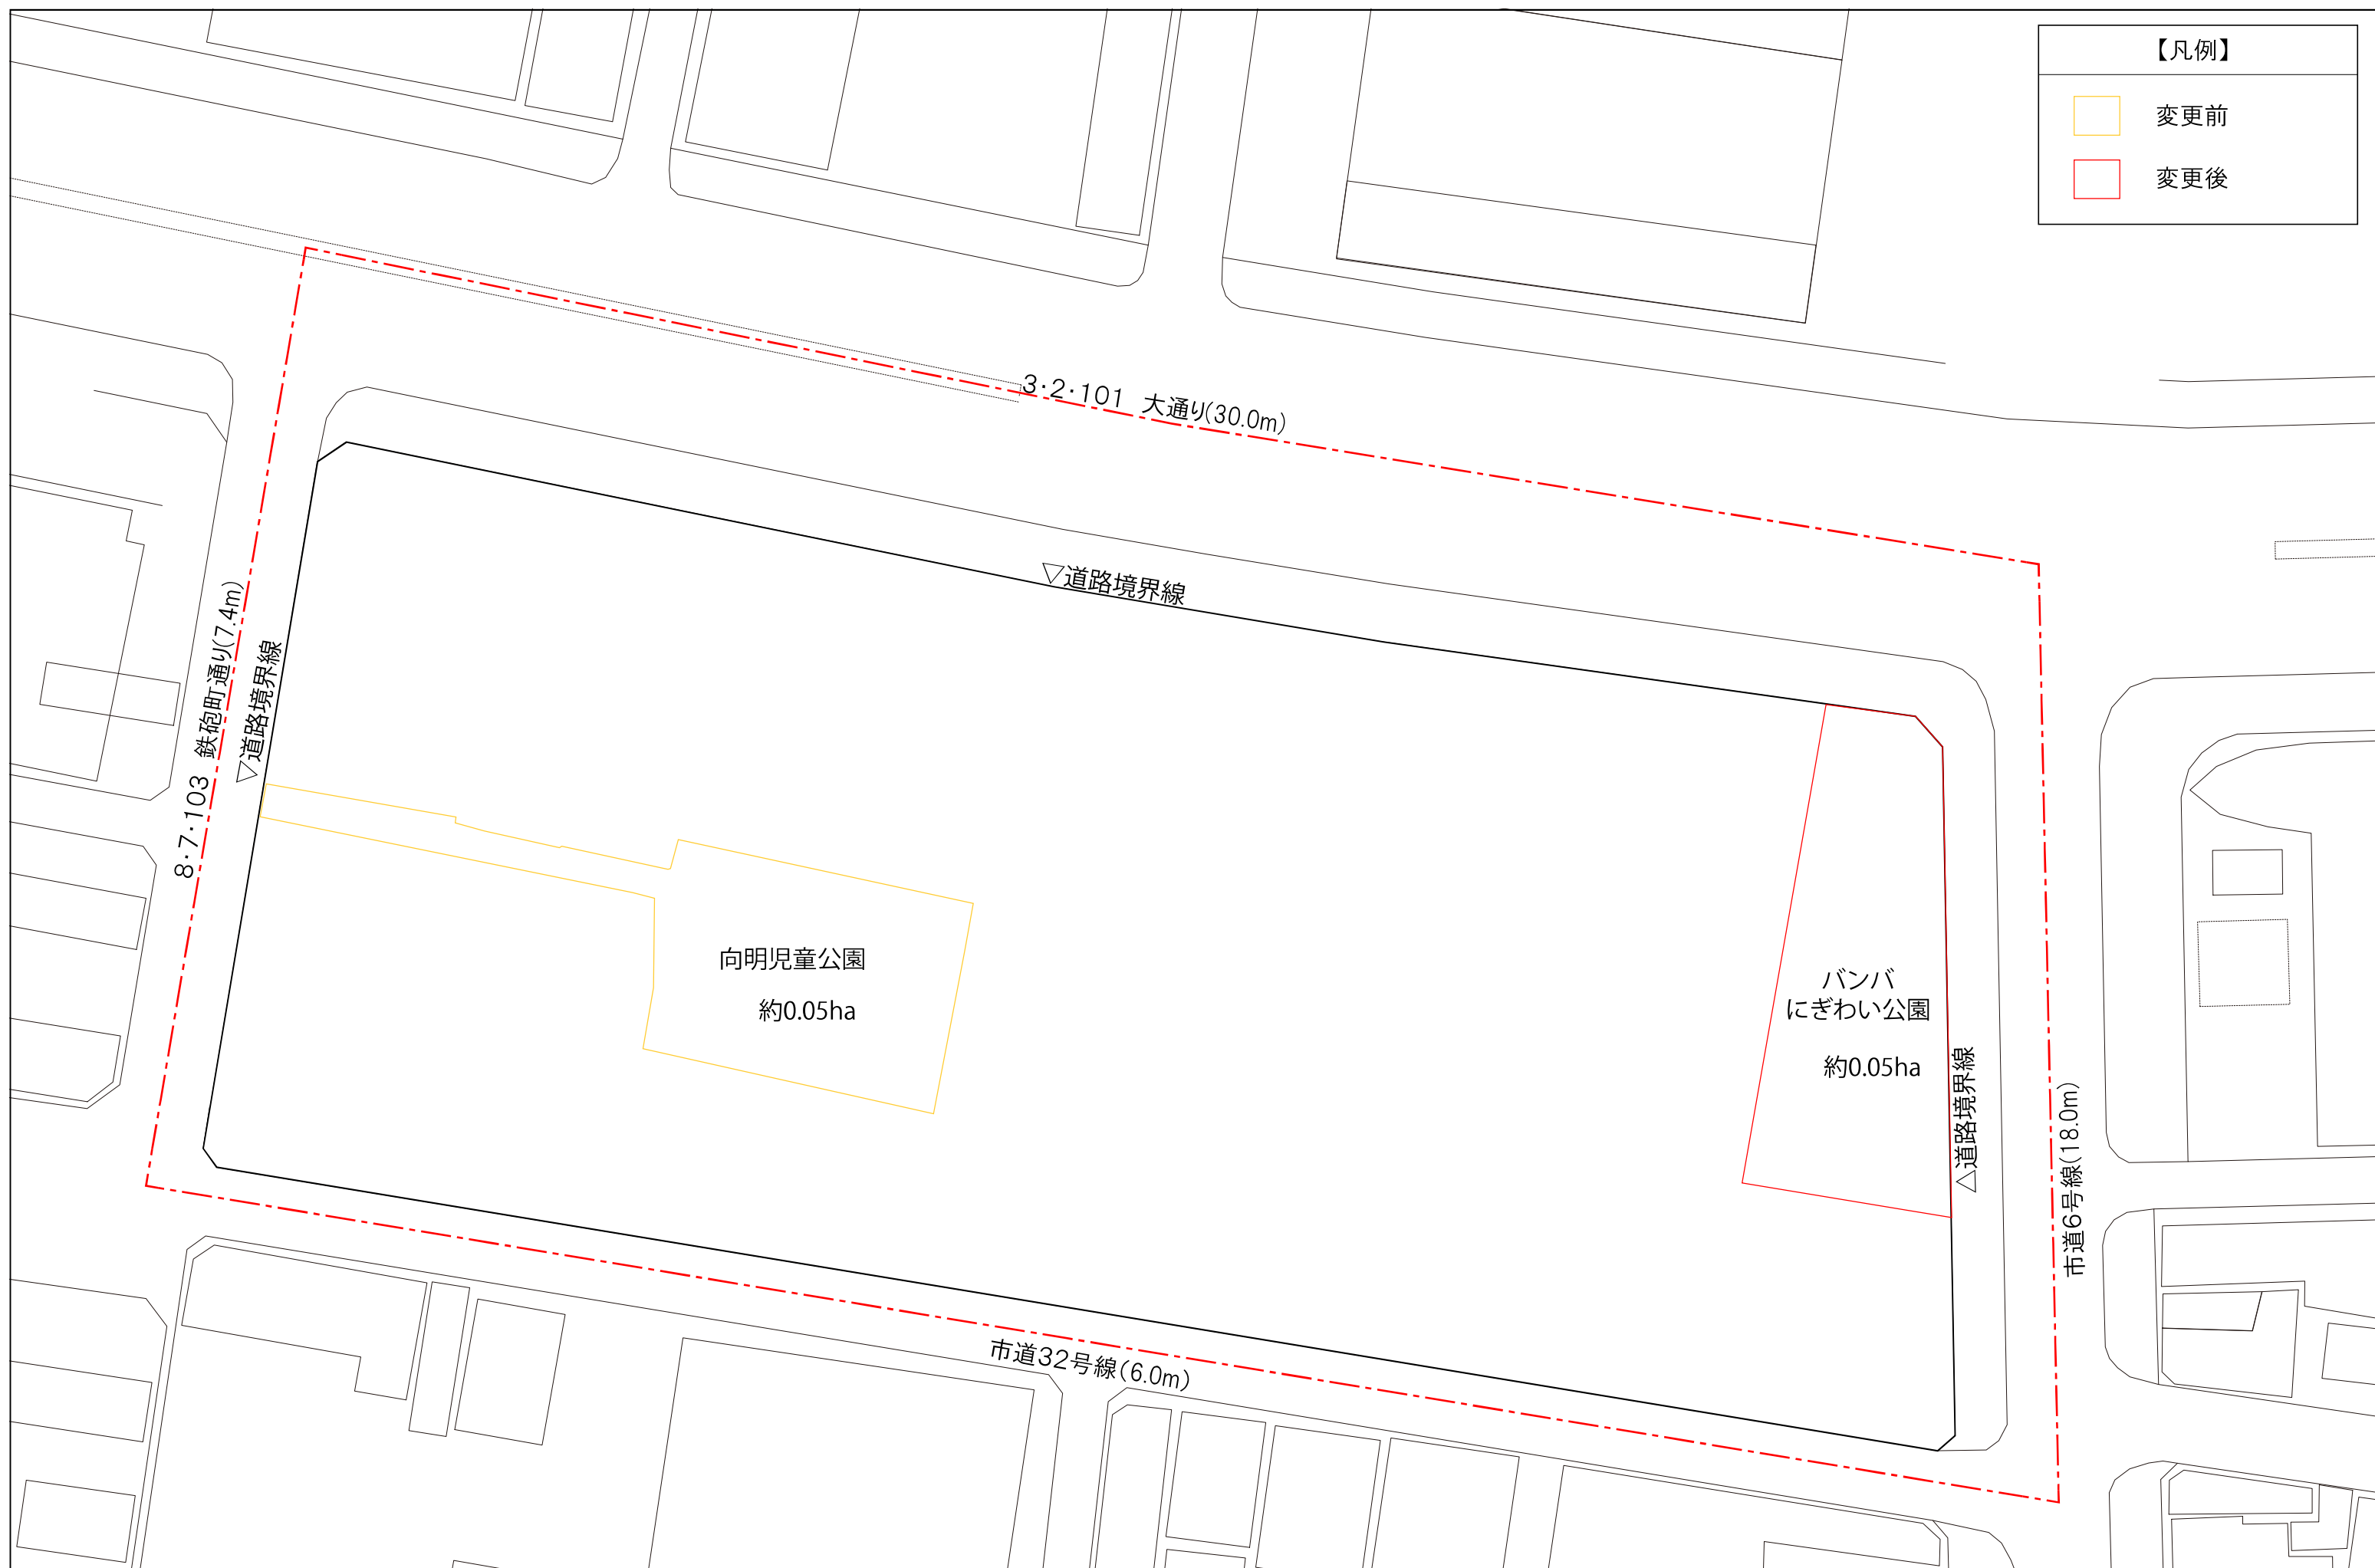 【凡例】
変更前
変更後
3・2・101 大通り(30.0m)
▽道路境界線
8・7・103 鉄砲町通り(7.4m)
▽道路境界線
向明児童公園
約0.05ha
バンバ
にぎわい公園
約0.05ha
△道路境界線
市道6号線(18.0m)
市道32号線(6.0m)